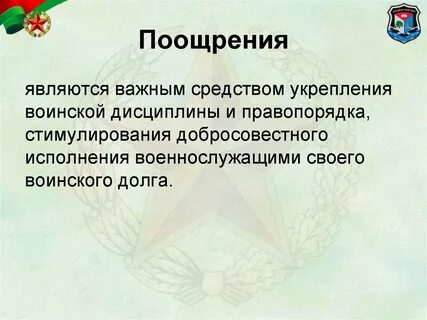 Поощрения
являются важным средством укрепления
воинской дисциплины и правопорядка,
стимулирования добросовестного
исполнения военнослужащими своего
воинского долга.